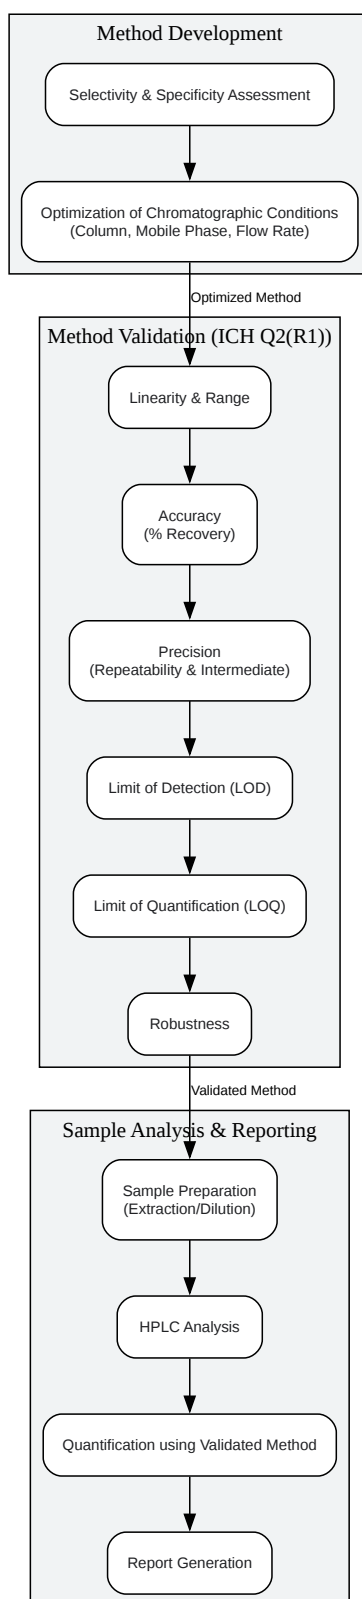 Method Development
Selectivity & Specificity Assessment
Optimization of Chromatographic Conditions
(Column, Mobile Phase, Flow Rate)
Optimized Method
Method Validation (ICH Q2(R1))
Linearity & Range
Accuracy
(% Recovery)
Precision
(Repeatability & Intermediate)
Limit of Detection (LOD)
Limit of Quantification (LOQ)
Robustness
Validated Method
Sample Analysis & Reporting
Sample Preparation
(Extraction/Dilution)
HPLC Analysis
Quantification using Validated Method
Report Generation